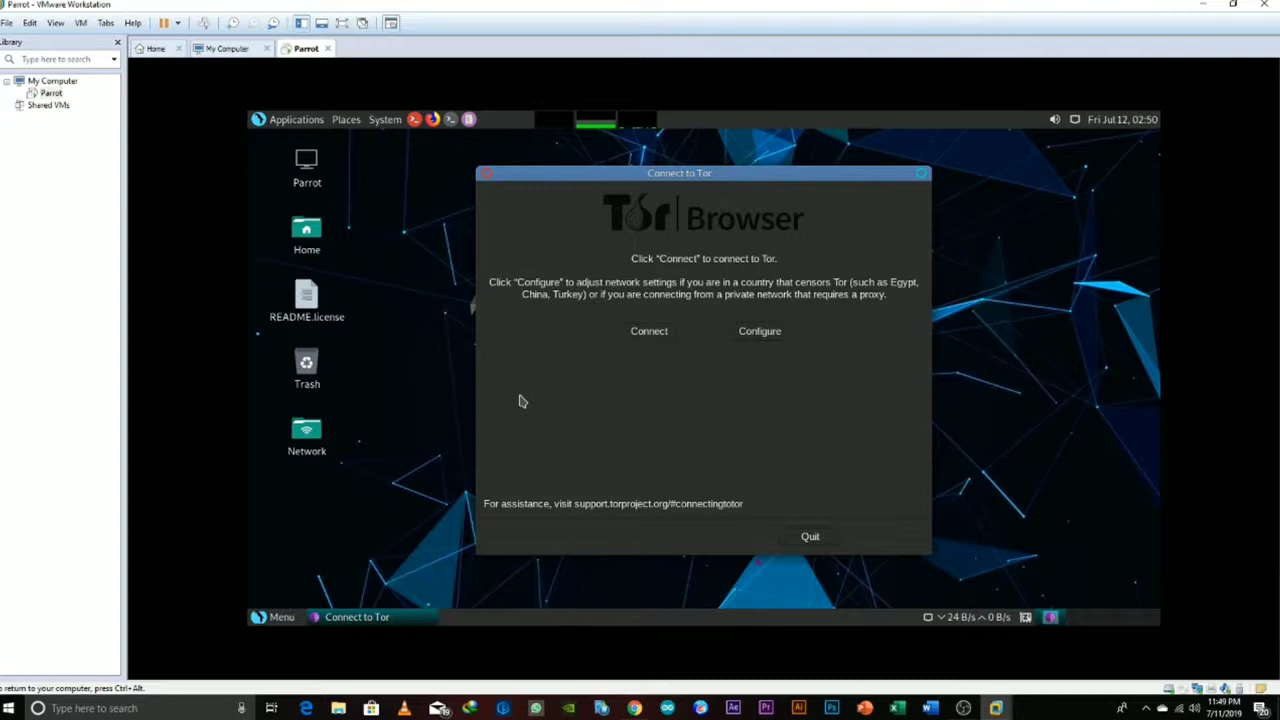 Parrot - VMware Workstation
File Edit View VM Tabs Help
Library
Type here to search
My Computer
Parrot
Shared VMs
Home
My Computer
Parrot
Applications Places System
Fri Jul 12, 02:50
Parrot
Home
README.license
Trash
Network
Connect to Tor
Tor Browser
Click “Connect” to connect to Tor.
Click “Configure” to adjust network settings if you are in a country that censors Tor (such as Egypt,
China, Turkey) or if you are connecting from a private network that requires a proxy.
Connect Configure
For assistance, visit support.torproject.org/#connectingtotor
Quit
Menu Connect to Tor
24 B/s 0 B/s
o return to your computer, press Ctrl+Alt.
Type here to search
11:49 PM
7/11/2019